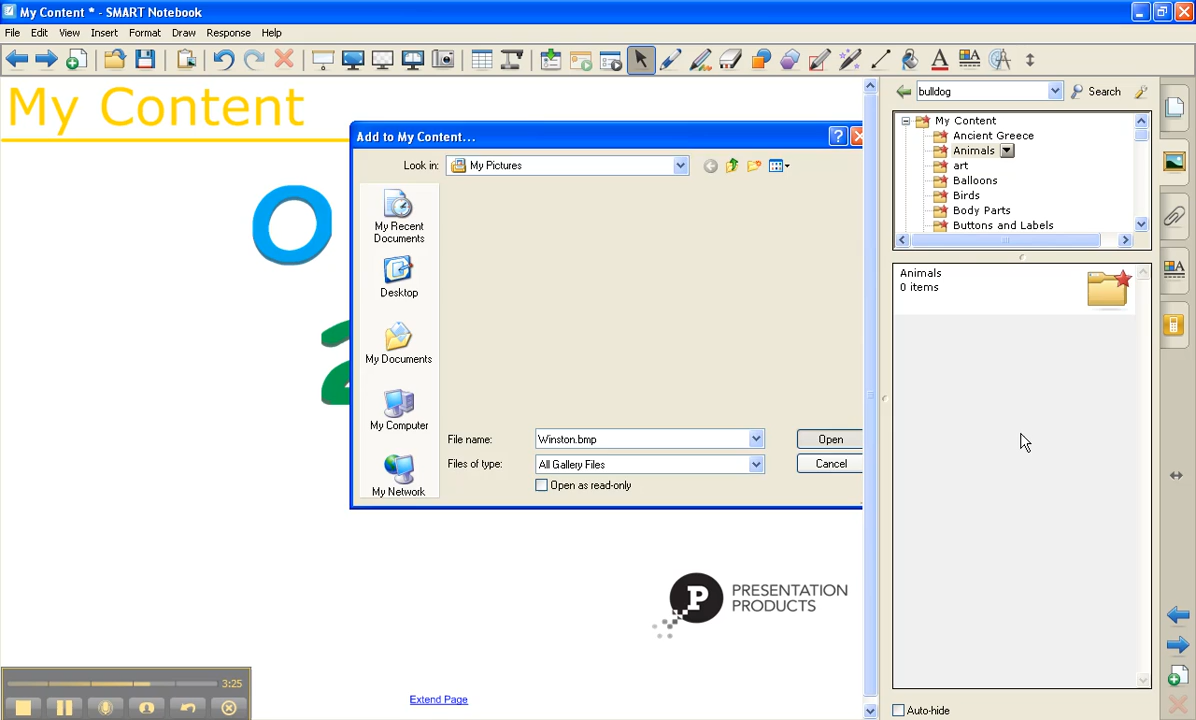 My Content * - SMART Notebook
File Edit View Insert Format Draw Response Help
My Content
Add to My Content...
Look in: My Pictures
My Recent
Documents
Desktop
My Documents
My Computer
My Network
File name: Winston.bmp Open
Files of type: All Gallery Files Cancel
Open as read-only
bulldog Search
My Content
Ancient Greece
Animals
art
Balloons
Birds
Body Parts
Buttons and Labels
Animals
0 items
P PRESENTATION
PRODUCTS
3:25
Extend Page
Auto-hide